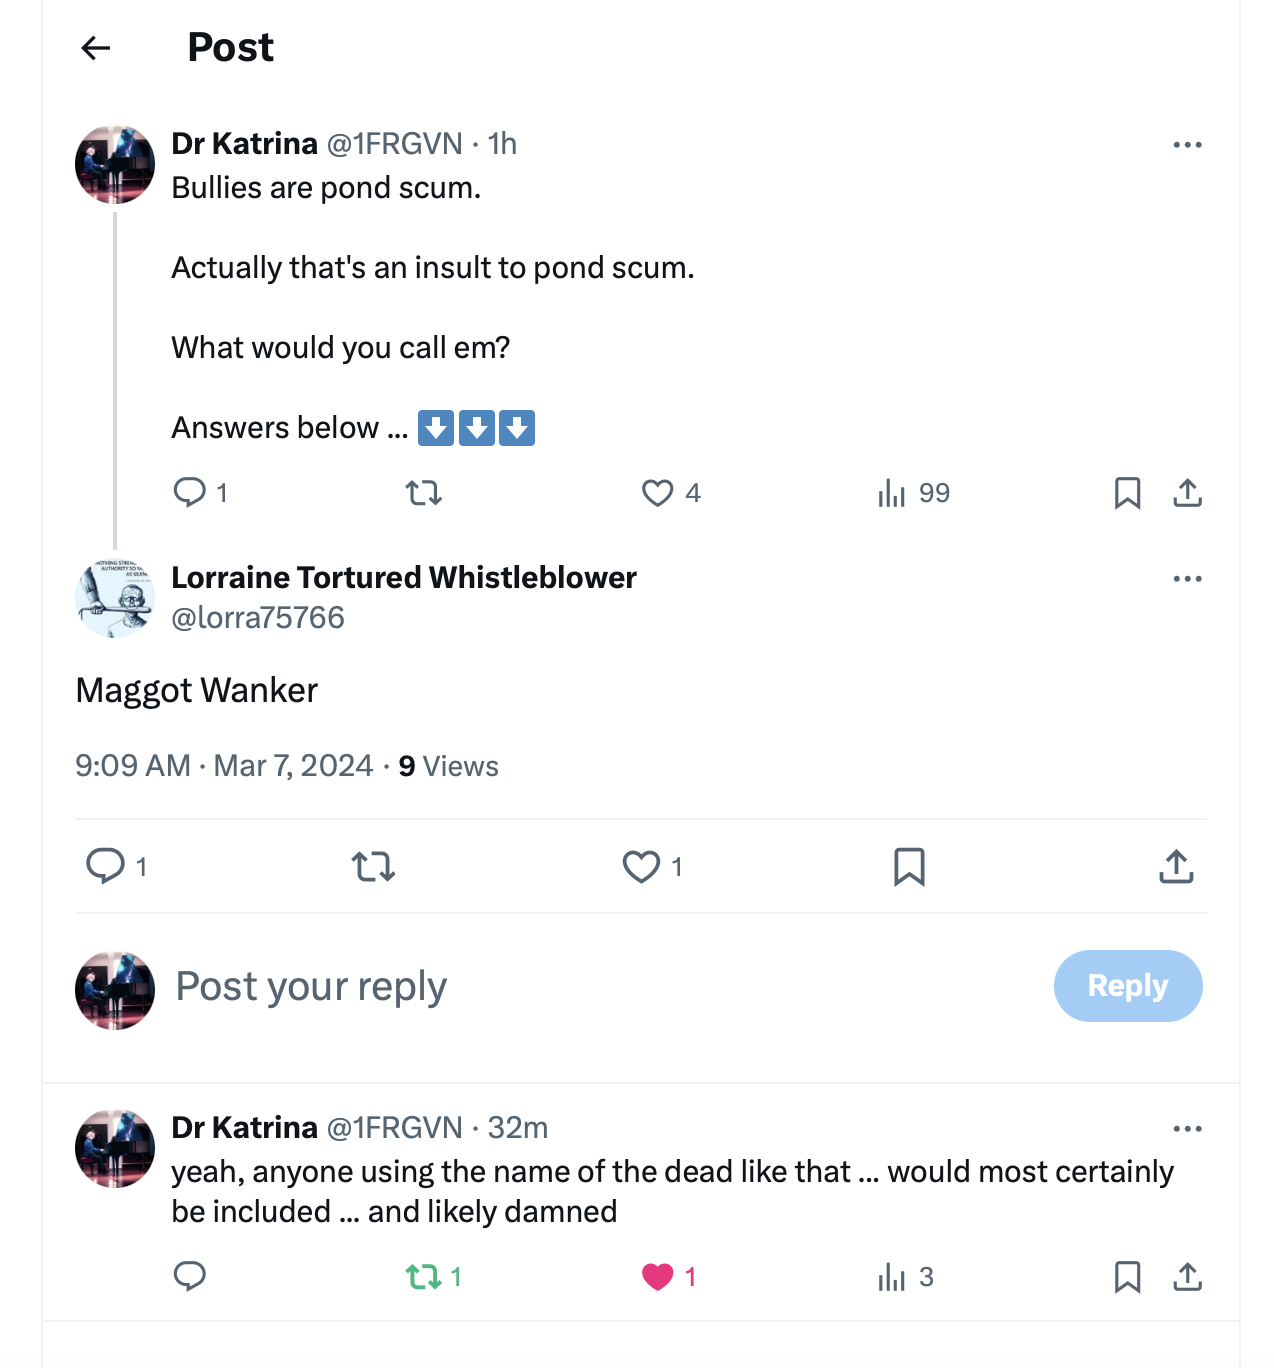 Post
Dr Katrina @1FRGVN · 1h
Bullies are pond scum.
Actually that's an insult to pond scum.
What would you call em?
Answers below ... ⬇️⬇️⬇️
1 4 99
Lorraine Tortured Whistleblower
@lorra75766
Maggot Wanker
9:09 AM · Mar 7, 2024 · 9 Views
1 1
Post your reply
Reply
Dr Katrina @1FRGVN · 32m
yeah, anyone using the name of the dead like that ... would most certainly
be included ... and likely damned
1 1 3